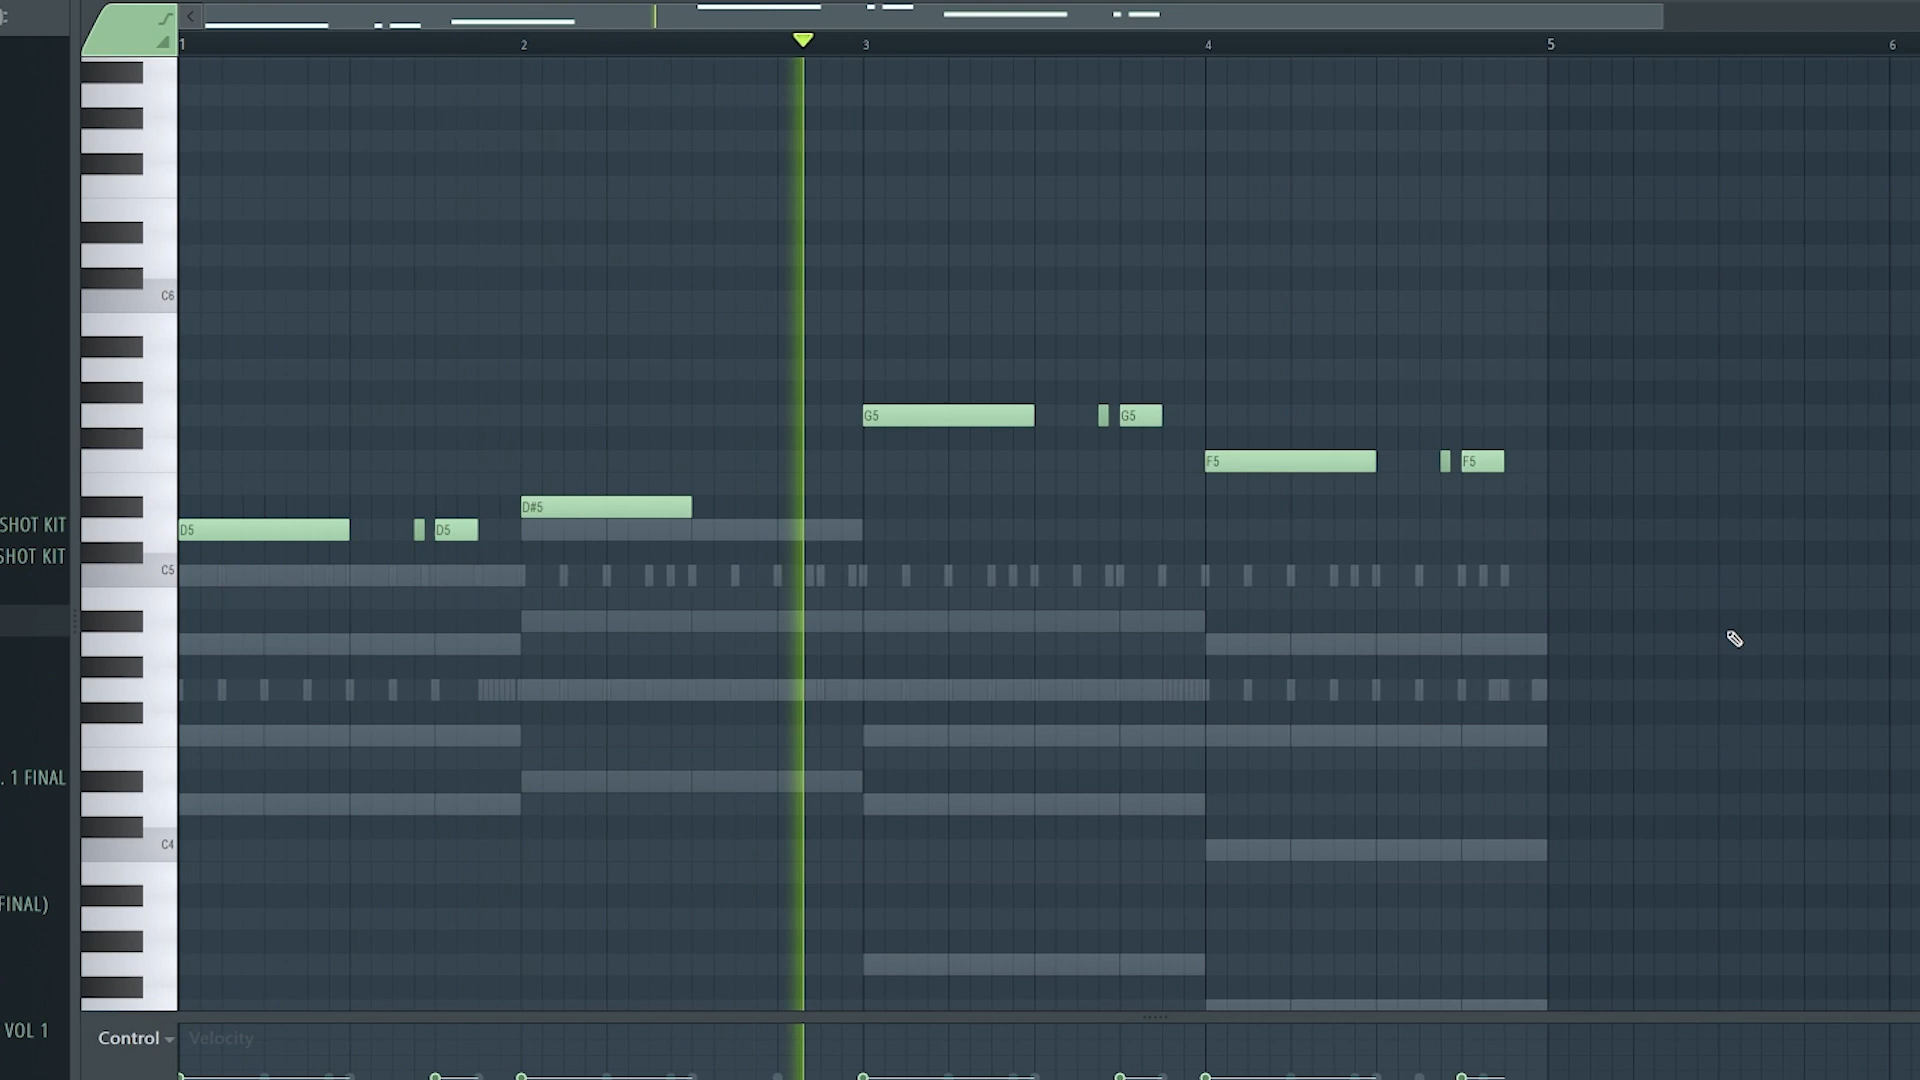 1 2 3 4 5 6
C6
G5 G5
F5 F5
D#5
SHOT KIT
D5 D5
SHOT KIT
C5
. 1 FINAL
C4
FINAL)
VOL 1
Control Velocity